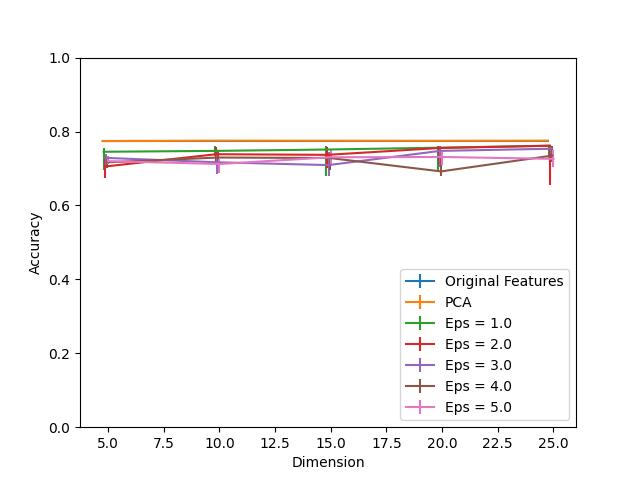 1.0
0.8
0.6
0.4
0.2
0.0
Accuracy
5.0 7.5 10.0 12.5 15.0 17.5 20.0 22.5 25.0
Dimension
Original Features
PCA
Eps = 1.0
Eps = 2.0
Eps = 3.0
Eps = 4.0
Eps = 5.0